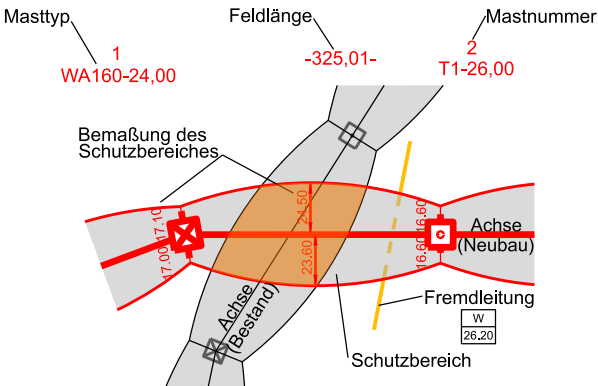 Masttyp
Feldlänge
Mastnummer
1
WA160-24,00
-325,01-
2
T1-26,00
Bemaßung des
Schutzbereiches
17.00
17.10
24.50
23.60
16.60
16.60
Achse
(Neubau)
Achse
(Bestand)
Fremdleitung
W
26.20
Schutzbereich